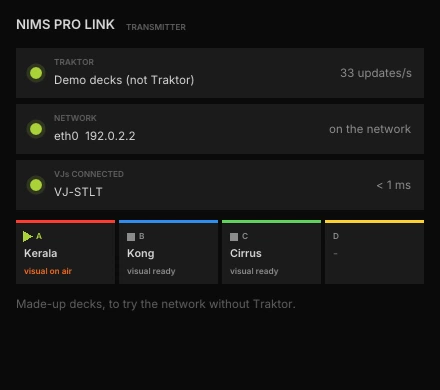 NIMS PRO LINK TRANSMITTER
TRAKTOR
Demo decks (not Traktor)
33 updates/s
NETWORK
eth0 192.0.2.2
on the network
VJs CONNECTED
VJ-STLT
< 1 ms
A
Kerala
visual on air
B
Kong
visual ready
C
Cirrus
visual ready
D
-
Made-up decks, to try the network without Traktor.